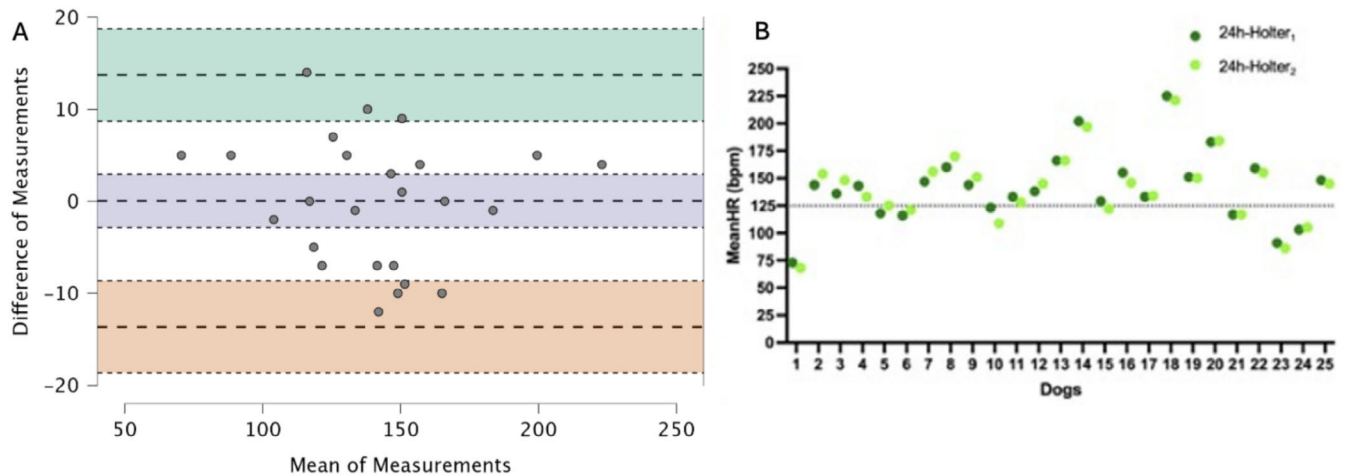 A
Difference of Measurements
20
10
0
−10
−20
50 100 150 200 250
Mean of Measurements
B
24h-Holter1
24h-Holter2
MeanHR (bpm)
250
225
200
175
150
125
100
75
50
25
0
1 2 3 4 5 6 7 8 9 10 11 12 13 14 15 16 17 18 19 20 21 22 23 24 25
Dogs